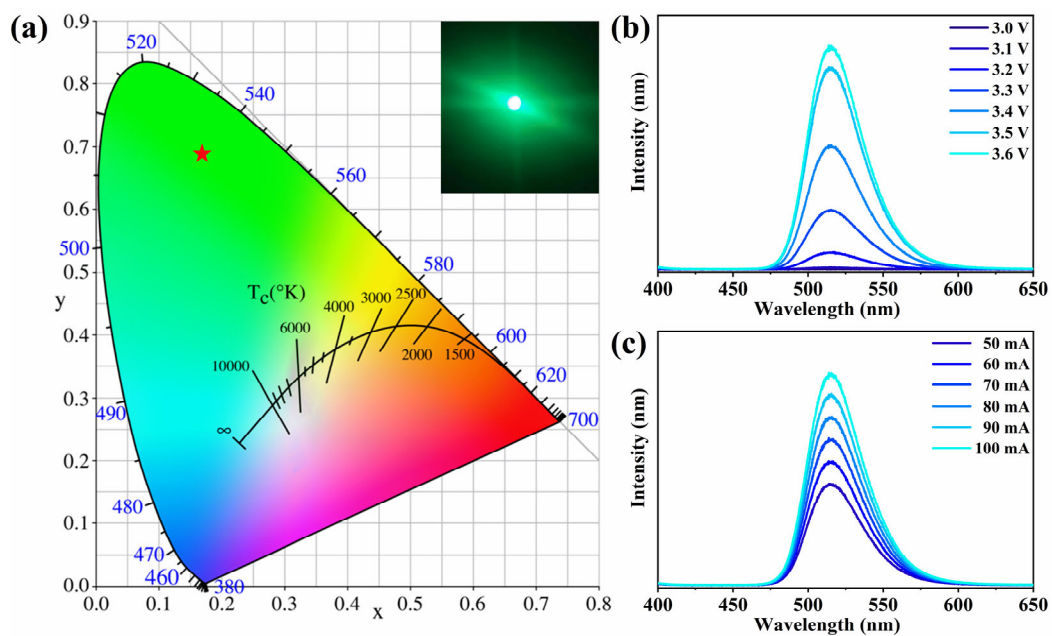 (a)
0.9
0.8
0.7
0.6
0.5
y
0.4
0.3
0.2
0.1
0.0
0.0 0.1 0.2 0.3 0.4 0.5 0.6 0.7 0.8
x
520
540
560
580
600
620
700
500
490
480
470
460
380
Tc(°K)
∞
10000
6000
4000
3000
2500
2000
1500
(b)
Intensity (nm)
3.0 V
3.1 V
3.2 V
3.3 V
3.4 V
3.5 V
3.6 V
400 450 500 550 600 650
Wavelength (nm)
(c)
Intensity (nm)
50 mA
60 mA
70 mA
80 mA
90 mA
100 mA
400 450 500 550 600 650
Wavelength (nm)